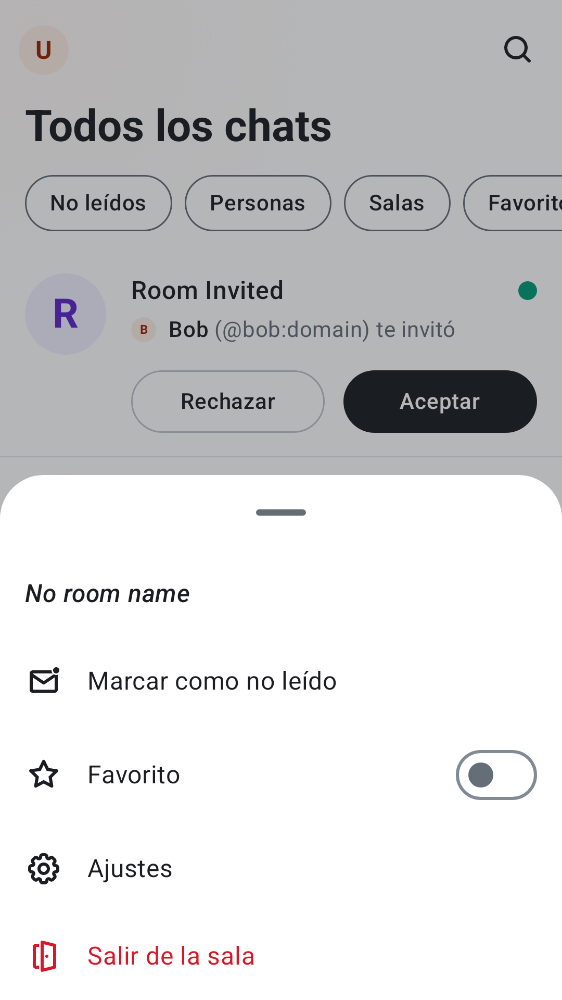 U
Todos los chats
No leídos Personas Salas Favorito
R
Room Invited
B Bob (@bob:domain) te invitó
Rechazar Aceptar
No room name
Marcar como no leído
Favorito
Ajustes
Salir de la sala